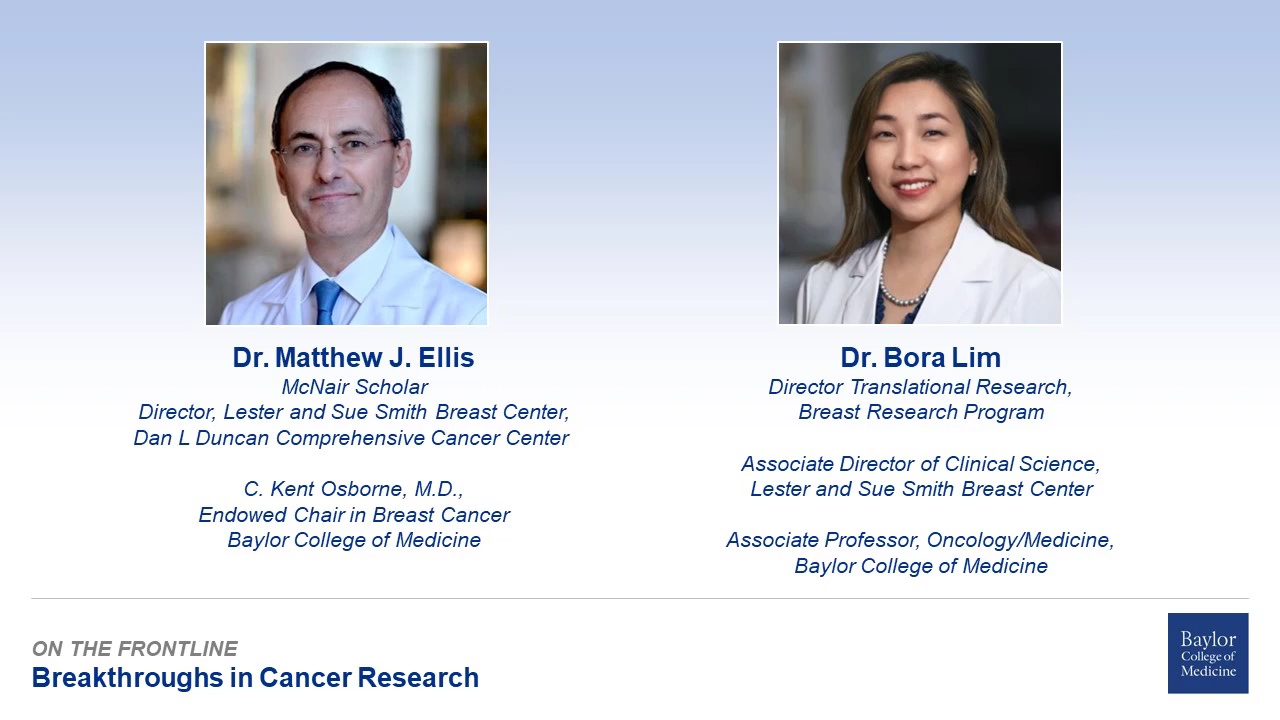 Dr. Matthew J. Ellis
McNair Scholar
Director, Lester and Sue Smith Breast Center,
Dan L Duncan Comprehensive Cancer Center
C. Kent Osborne, M.D.,
Endowed Chair in Breast Cancer
Baylor College of Medicine
Dr. Bora Lim
Director Translational Research,
Breast Research Program
Associate Director of Clinical Science,
Lester and Sue Smith Breast Center
Associate Professor, Oncology/Medicine,
Baylor College of Medicine
ON THE FRONTLINE
Breakthroughs in Cancer Research
Baylor
College of
Medicine